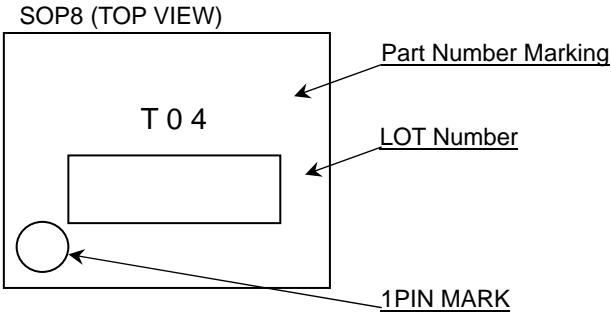 SOP8 (TOP VIEW)
Part Number Marking
T 0 4
LOT Number
1PIN MARK